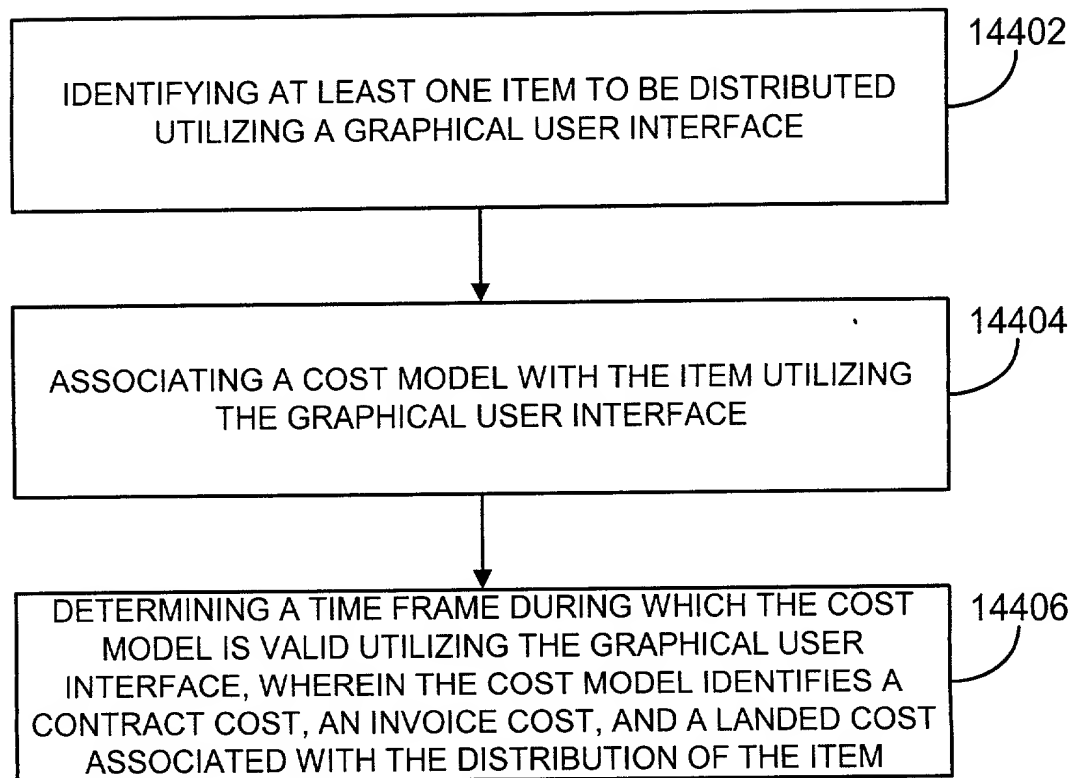 14402
IDENTIFYING AT LEAST ONE ITEM TO BE DISTRIBUTED
UTILIZING A GRAPHICAL USER INTERFACE
14404
ASSOCIATING A COST MODEL WITH THE ITEM UTILIZING
THE GRAPHICAL USER INTERFACE
14406
DETERMINING A TIME FRAME DURING WHICH THE COST
MODEL IS VALID UTILIZING THE GRAPHICAL USER
INTERFACE, WHEREIN THE COST MODEL IDENTIFIES A
CONTRACT COST, AN INVOICE COST, AND A LANDED COST
ASSOCIATED WITH THE DISTRIBUTION OF THE ITEM